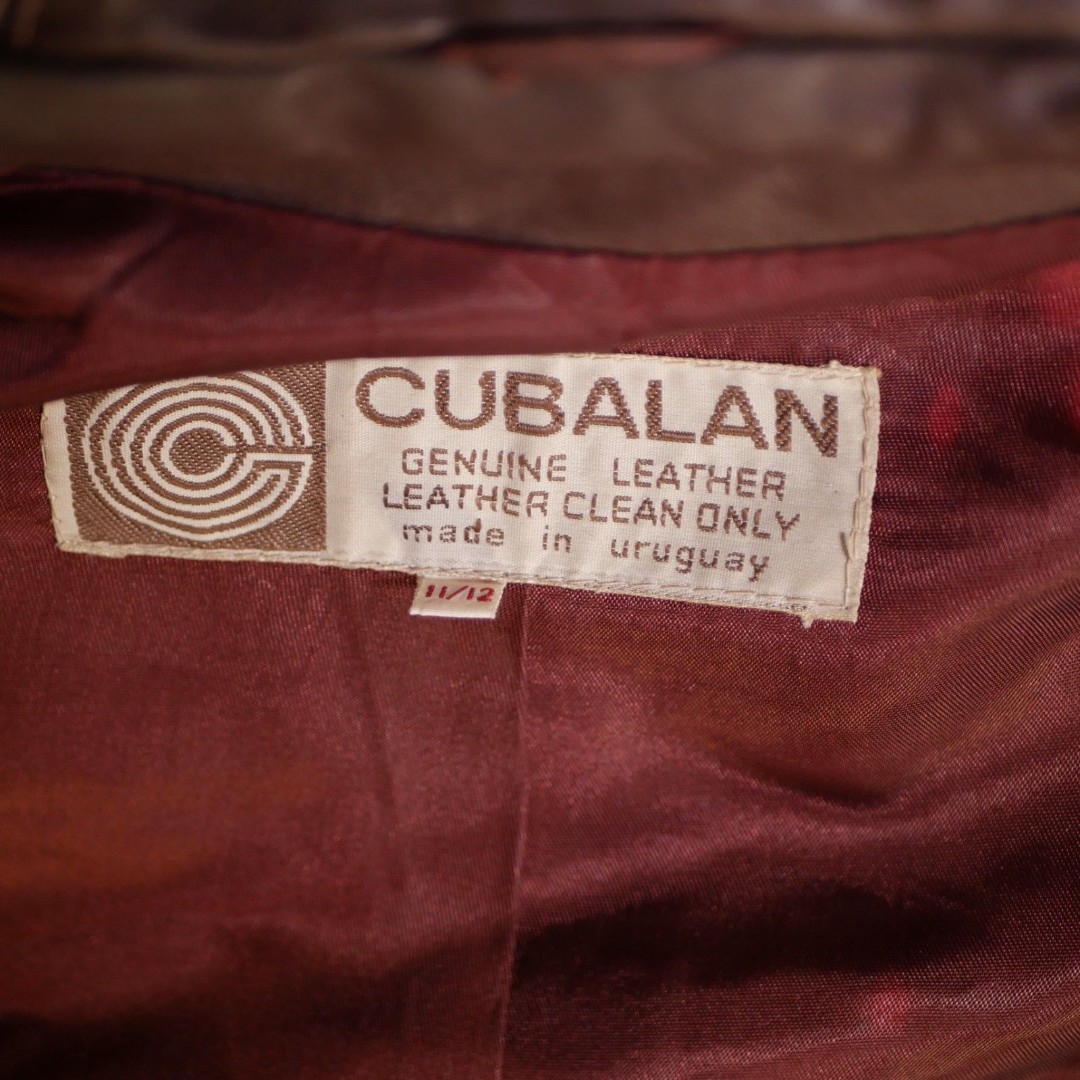 CUBALAN
GENUINE LEATHER
LEATHER CLEAN ONLY
made in uruguay
11/12